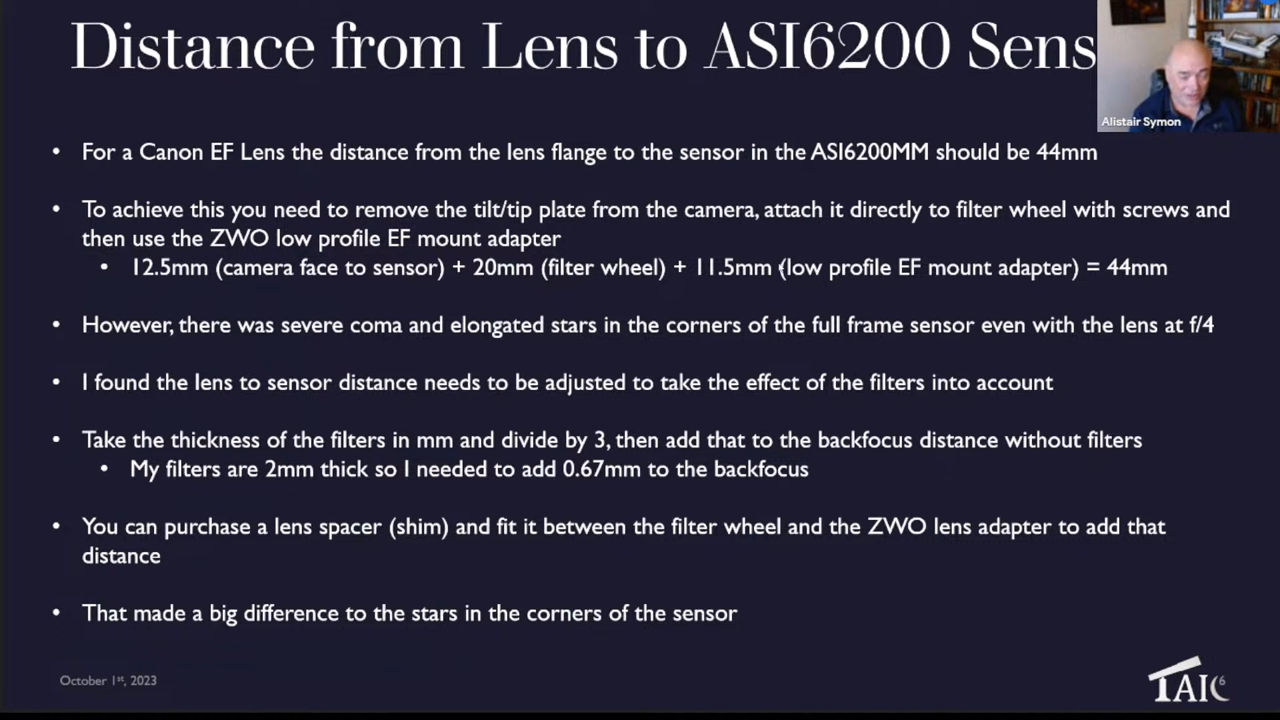 Distance from Lens to ASI6200 Sens
Alistair Symon
• For a Canon EF Lens the distance from the lens flange to the sensor in the ASI6200MM should be 44mm
• To achieve this you need to remove the tilt/tip plate from the camera, attach it directly to filter wheel with screws and
then use the ZWO low profile EF mount adapter
• 12.5mm (camera face to sensor) + 20mm (filter wheel) + 11.5mm (low profile EF mount adapter) = 44mm
• However, there was severe coma and elongated stars in the corners of the full frame sensor even with the lens at f/4
• I found the lens to sensor distance needs to be adjusted to take the effect of the filters into account
• Take the thickness of the filters in mm and divide by 3, then add that to the backfocus distance without filters
• My filters are 2mm thick so I needed to add 0.67mm to the backfocus
• You can purchase a lens spacer (shim) and fit it between the filter wheel and the ZWO lens adapter to add that
distance
• That made a big difference to the stars in the corners of the sensor
October 1st, 2023
TAIC
6